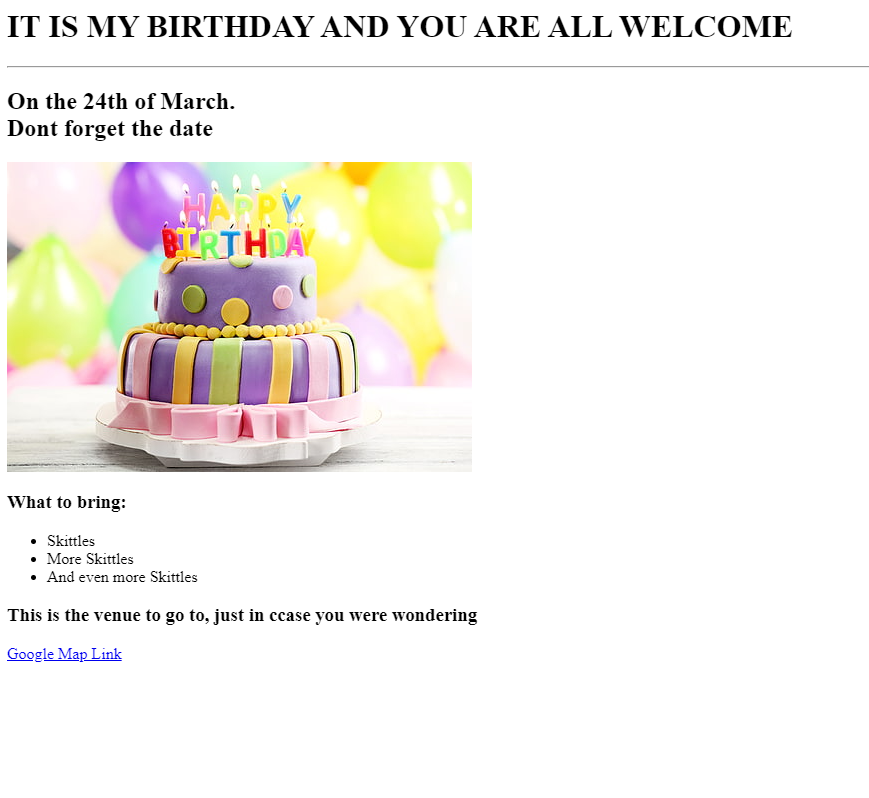 IT IS MY BIRTHDAY AND YOU ARE ALL WELCOME
On the 24th of March.
Dont forget the date
HAPPY
BIRTHDAY
What to bring:
Skittles
More Skittles
And even more Skittles
This is the venue to go to, just in ccase you were wondering
Google Map Link